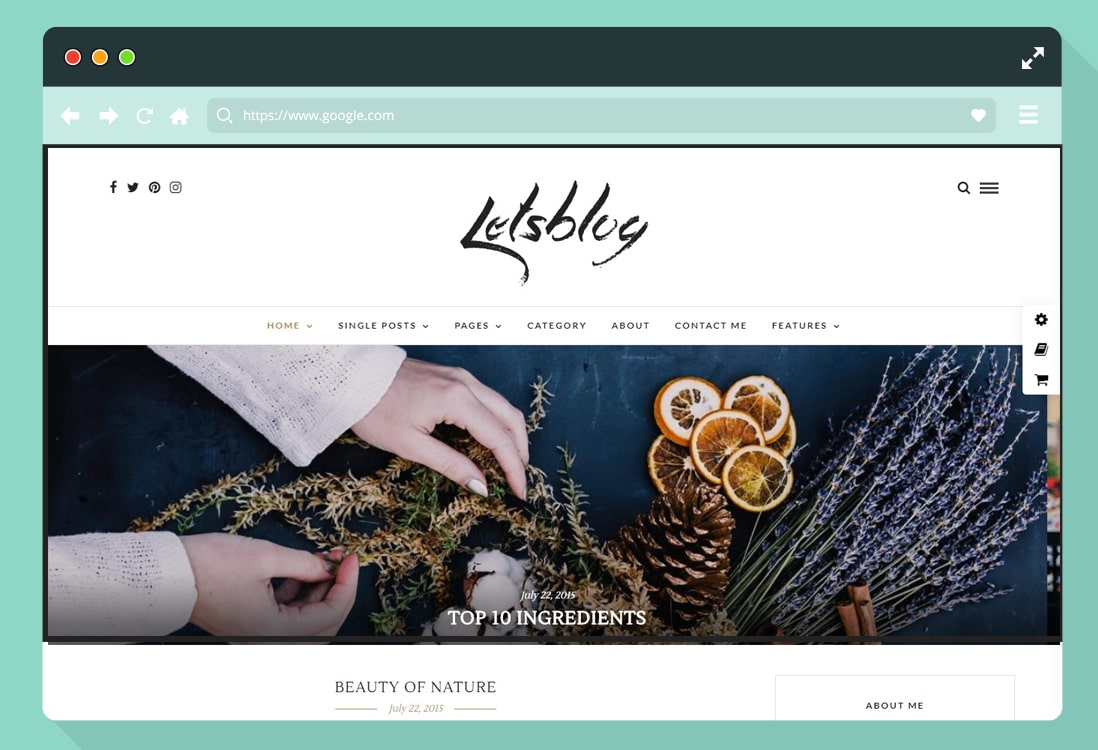 https://www.google.com
Letsblog
HOME SINGLE POSTS PAGES CATEGORY ABOUT CONTACT ME FEATURES
July 22, 2015
TOP 10 INGREDIENTS
BEAUTY OF NATURE
July 22, 2015
ABOUT ME